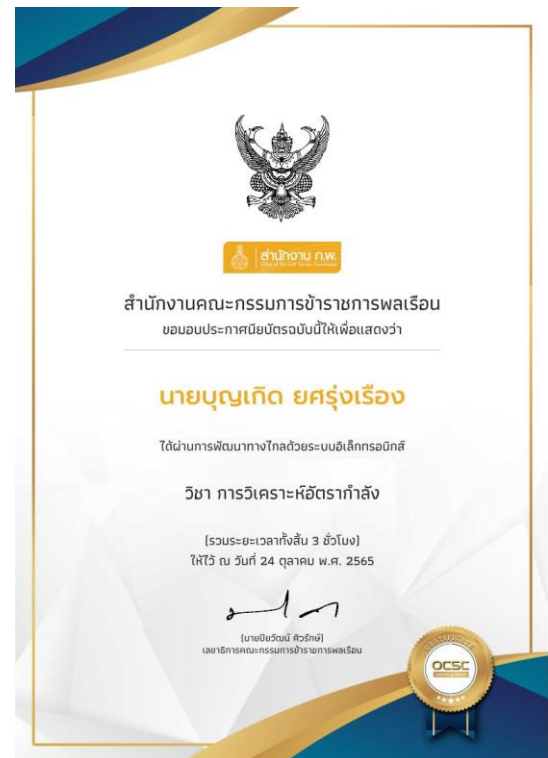 สำนักงาน ก.พ.
สำนักงานคณะกรรมการข้าราชการพลเรือน
ขอมอบประกาศนียบัตรฉบับนี้ให้เพื่อแสดงว่า
นายบุญเกิด ยศรุ่งเรือง
ได้ผ่านการพัฒนาทางไกลด้วยระบบอิเล็กทรอนิกส์
วิชา การวิเคราะห์อัตรากำลัง
(รวมระยะเวลาทั้งสิ้น 3 ชั่วโมง)
ให้ไว้ ณ วันที่ 24 ตุลาคม พ.ศ. 2565
(นายปิยวัฒน์ ศิวรักษ์)
เลขาธิการคณะกรรมการข้าราชการพลเรือน
CERTIFICATE
OCSC